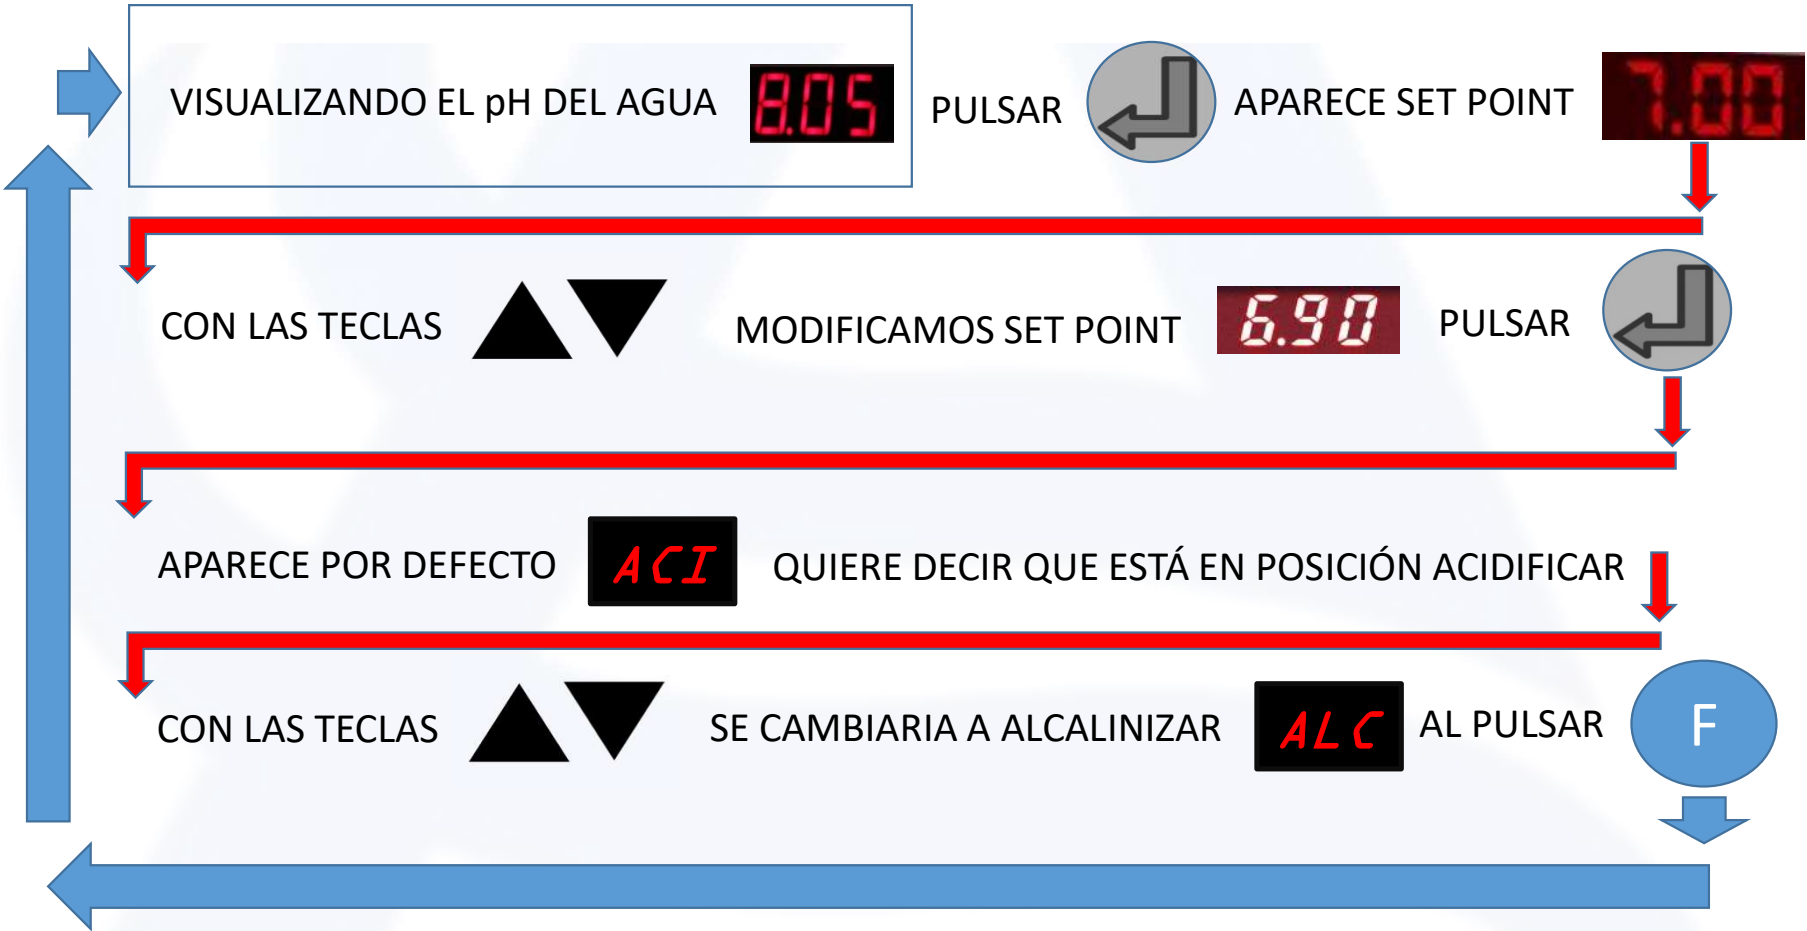 VISUALIZANDO EL pH DEL AGUA 8.05 PULSAR APARECE SET POINT 7.00
CON LAS TECLAS MODIFICAMOS SET POINT 6.90 PULSAR
APARECE POR DEFECTO ACI QUIERE DECIR QUE ESTÁ EN POSICIÓN ACIDIFICAR
CON LAS TECLAS SE CAMBIARIA A ALCALINIZAR ALC AL PULSAR F